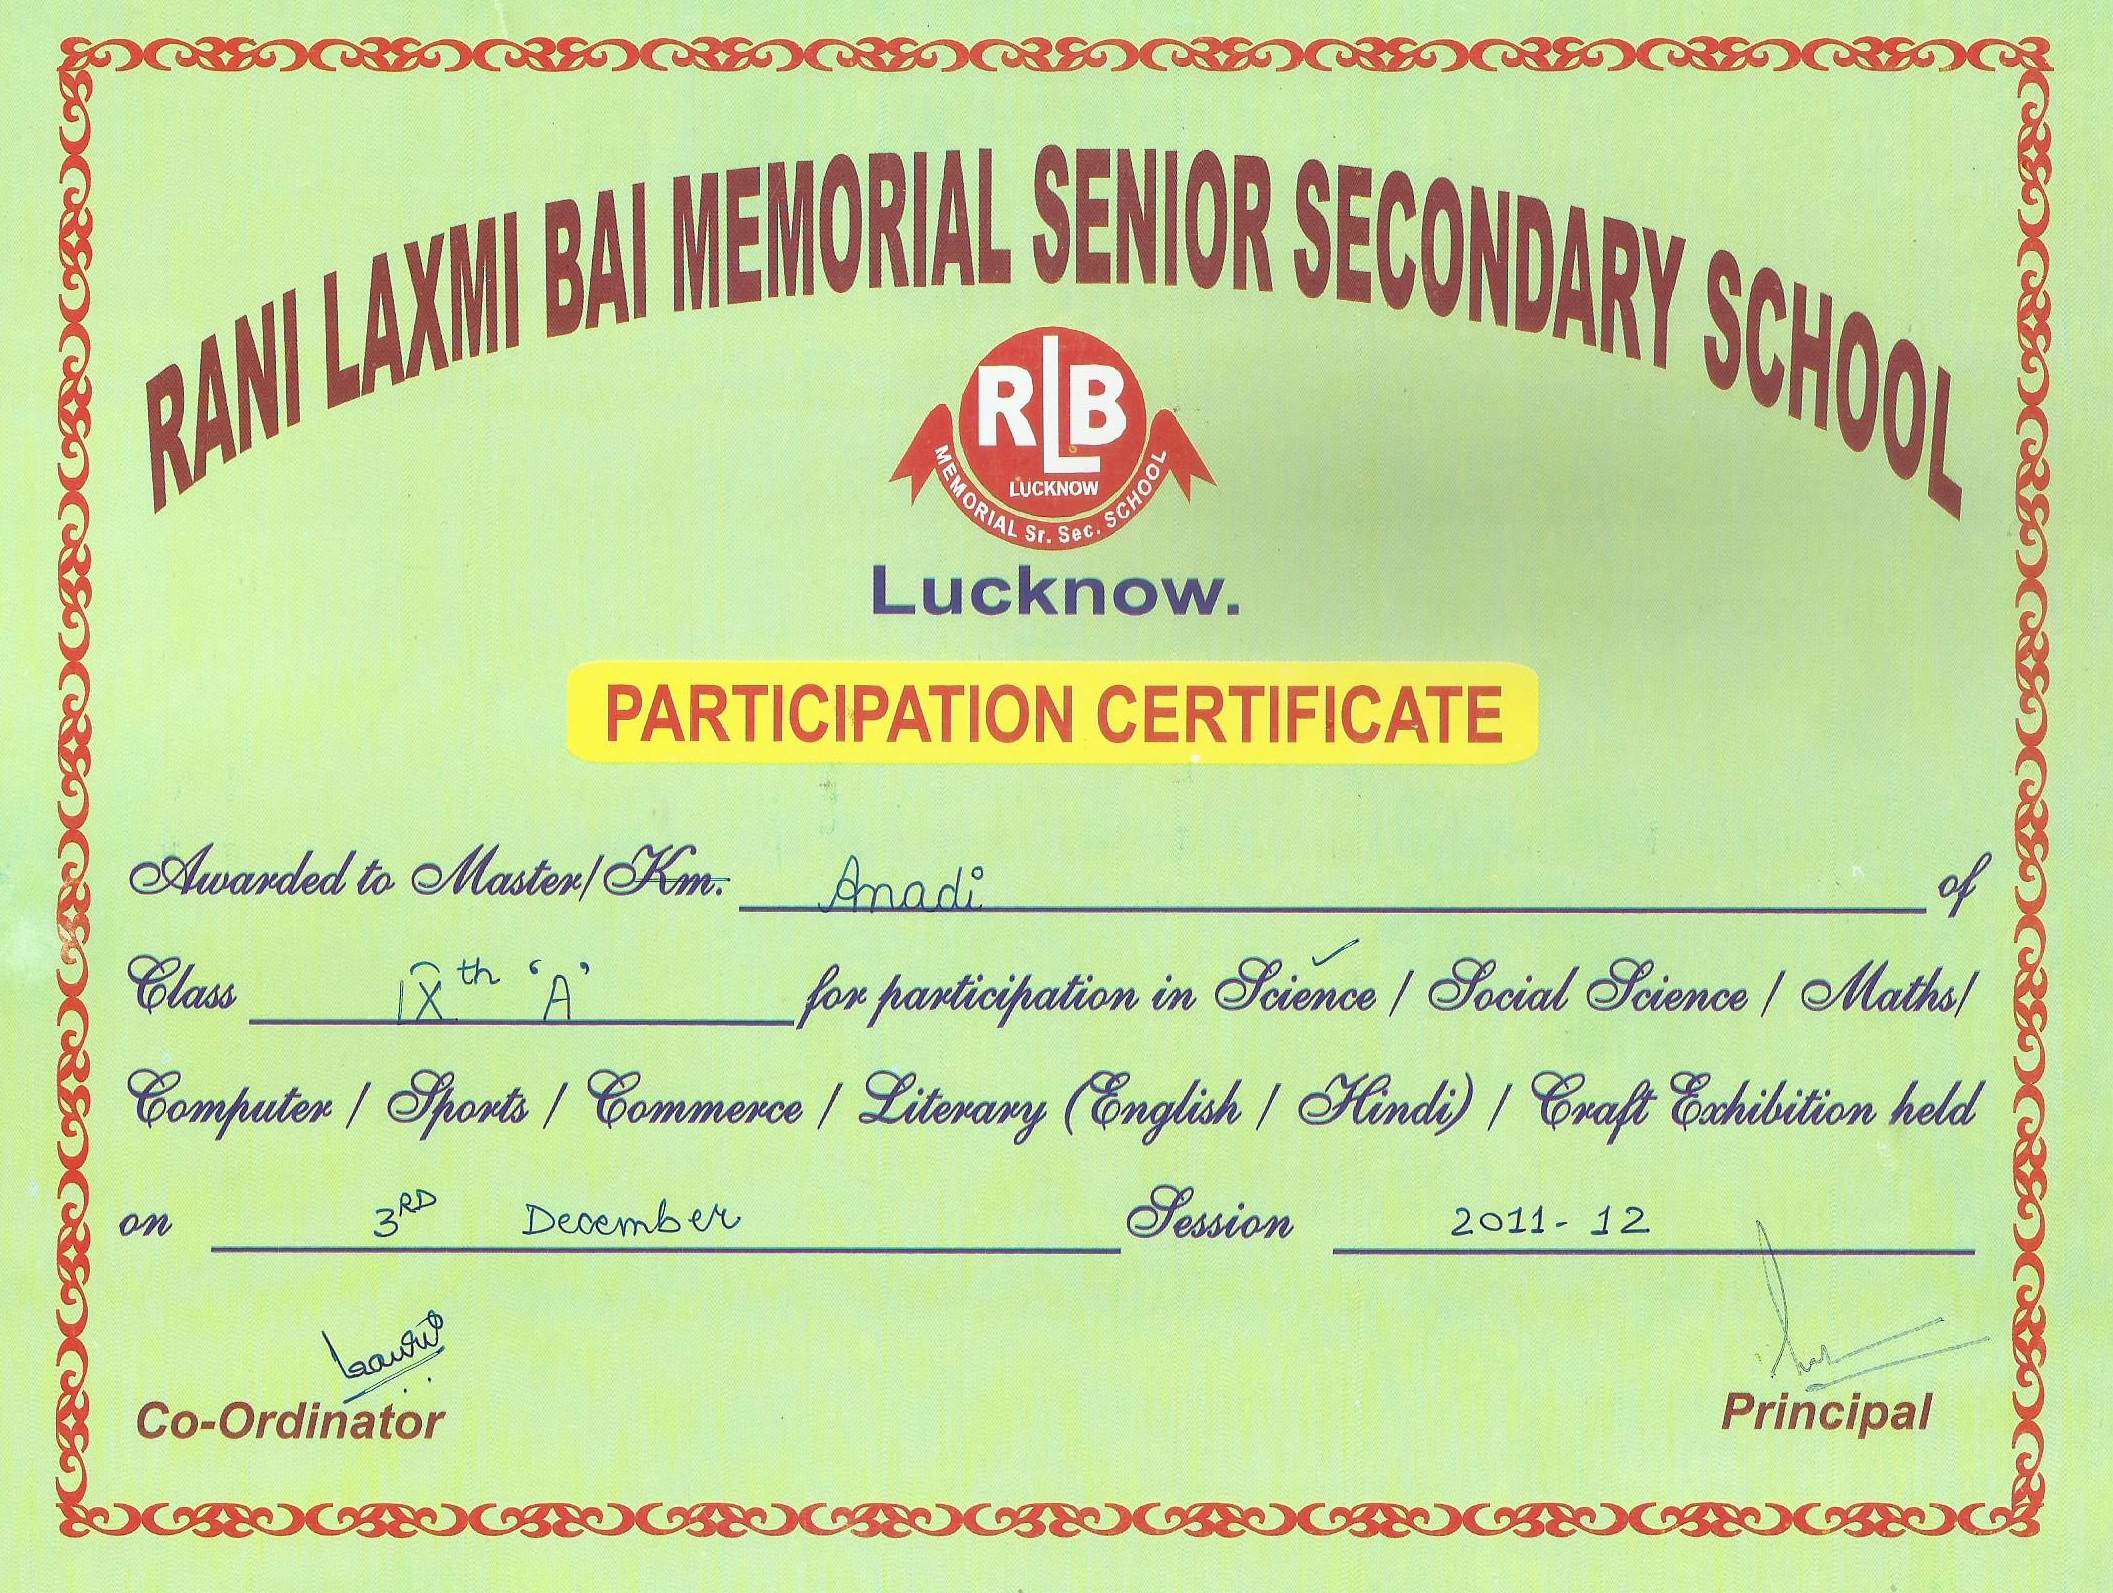 RANI LAXMI BAI MEMORIAL SENIOR SECONDARY SCHOOL
RLB
LUCKNOW
MEMORIAL Sr. Sec. SCHOOL
Lucknow.
PARTICIPATION CERTIFICATE
Awarded to Master/ Km. Anadi of
Class IXth 'A' for participation in Science / Social Science / Maths/
Computer / Sports / Commerce / Literary (English / Hindi) / Craft Exhibition held
on 3RD December Session 2011-12
Co-Ordinator Principal